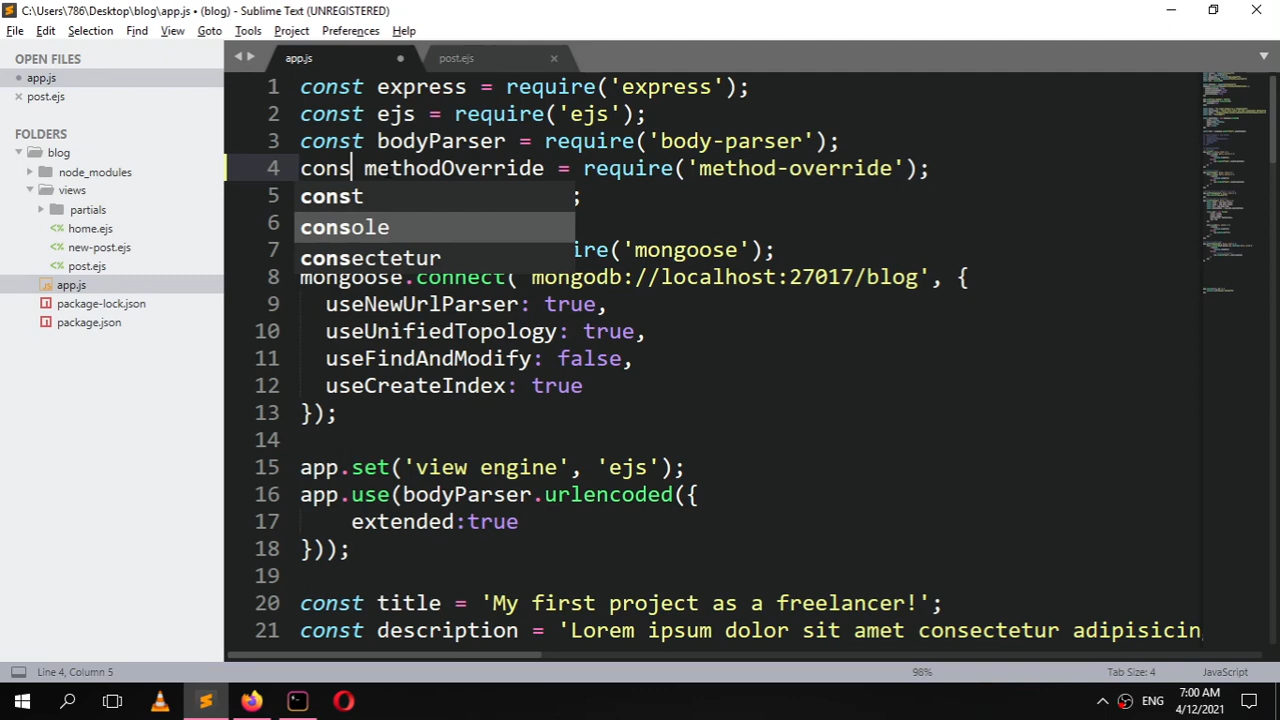 C:\Users\786\Desktop\blog\app.js • (blog) - Sublime Text (UNREGISTERED)
File Edit Selection Find View Goto Tools Project Preferences Help
OPEN FILES
app.js
post.ejs
FOLDERS
blog
node_modules
views
partials
home.ejs
new-post.ejs
post.ejs
app.js
package-lock.json
package.json
app.js post.ejs
1 const express = require('express');
2 const ejs = require('ejs');
3 const bodyParser = require('body-parser');
4 cons methodOverride = require('method-override');
const
console
consectetur
5 ;
6
7 ire('mongoose');
8 mongoose.connect( mongodb://localhost:27017/blog', {
9 useNewUrlParser: true,
10 useUnifiedTopology: true,
11 useFindAndModify: false,
12 useCreateIndex: true
13 });
14
15 app.set('view engine', 'ejs');
16 app.use(bodyParser.urlencoded({
17 extended:true
18 }));
19
20 const title = 'My first project as a freelancer!';
21 const description = 'Lorem ipsum dolor sit amet consectetur adipisicin
Line 4, Column 5 98% Tab Size: 4 JavaScript
ENG
7:00 AM
4/12/2021